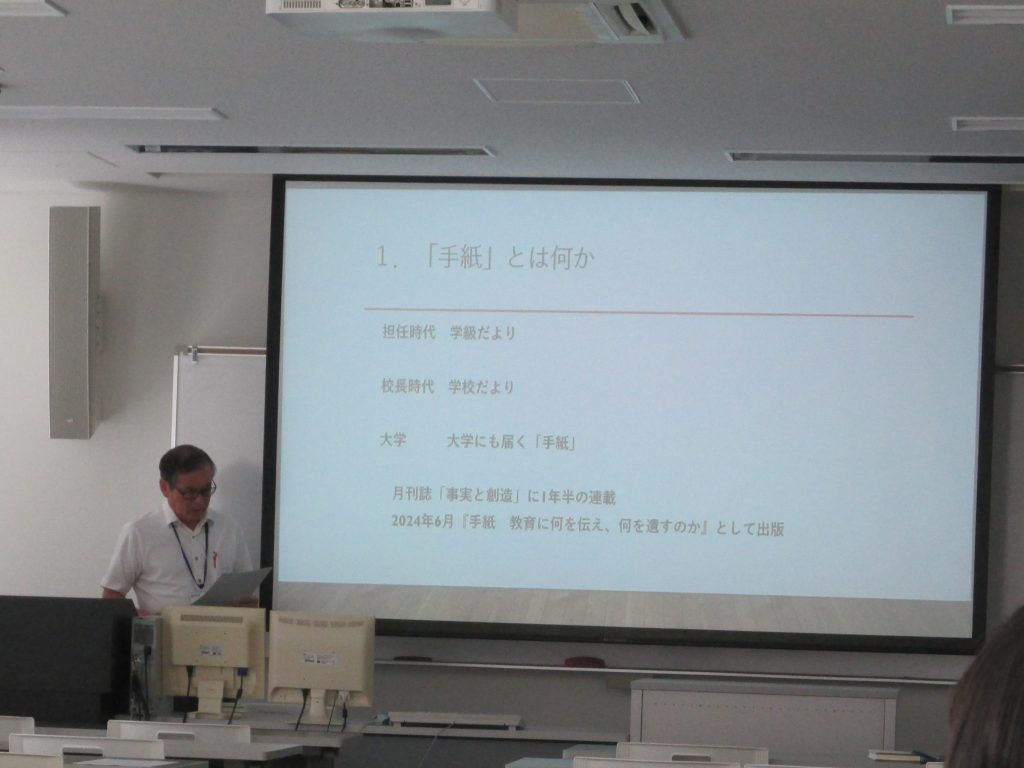 1．「手紙」とは何か
担任時代　学級だより
校長時代　学校だより
大学　　　大学にも届く「手紙」
月刊誌「事実と創造」に1年半の連載
2024年6月『手紙　教育に何を伝え、何を遺すのか』として出版